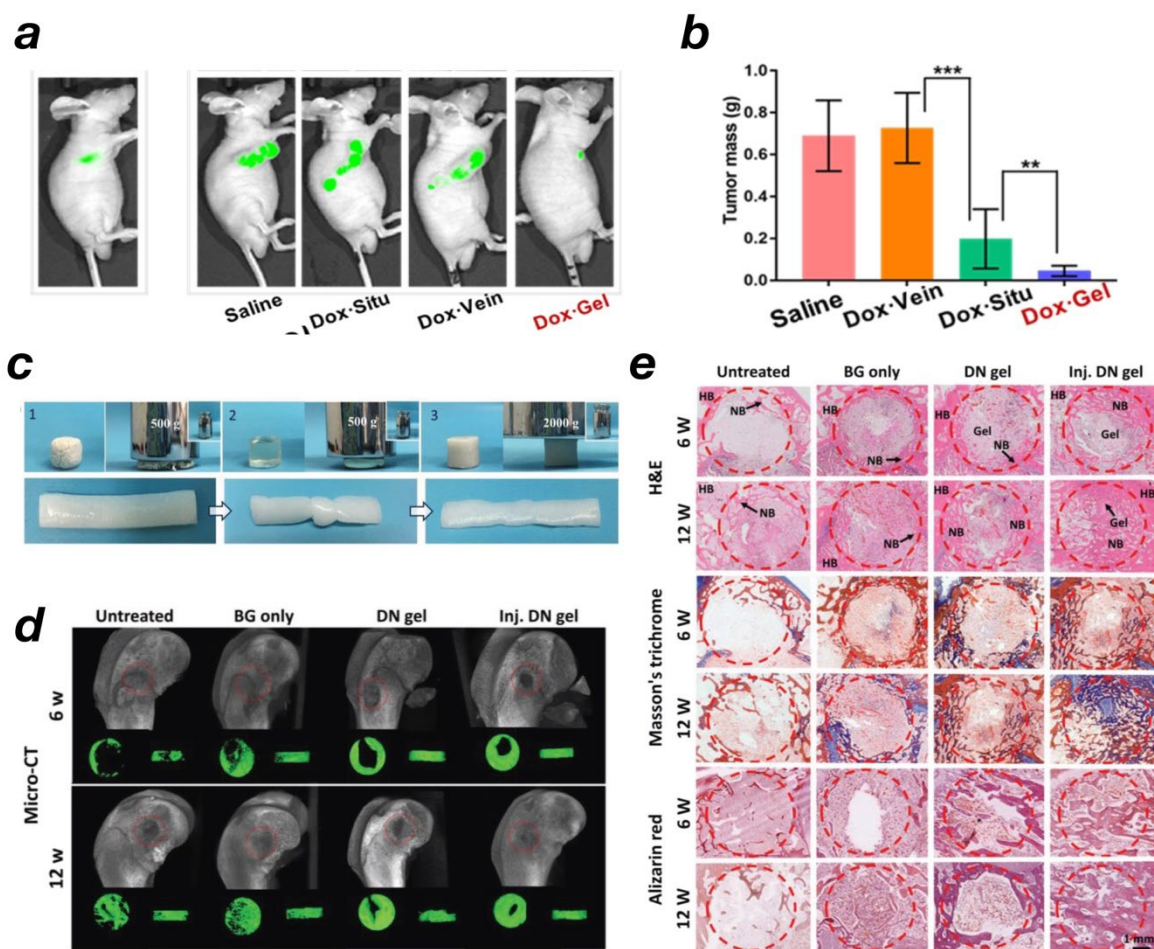 a
Saline
Dox·Situ
Dox·Vein
Dox·Gel
b
Tumor mass (g)
1.0
0.8
0.6
0.4
0.2
0.0
***
**
Saline
Dox·Vein
Dox·Situ
Dox·Gel
c
1
500 g
2
500 g
3
2000 g
d
Untreated
BG only
DN gel
Inj. DN gel
Micro-CT
6 w
12 w
e
Untreated
BG only
DN gel
Inj. DN gel
H&E
6 W
HB
NB
HB
NB
HB
Gel
NB
HB
NB
Gel
12 W
HB
NB
NB
HB
HB
NB
NB
HB
Gel
NB
HB
Masson's trichrome
6 W
12 W
Alizarin red
6 W
12 W
1 mm